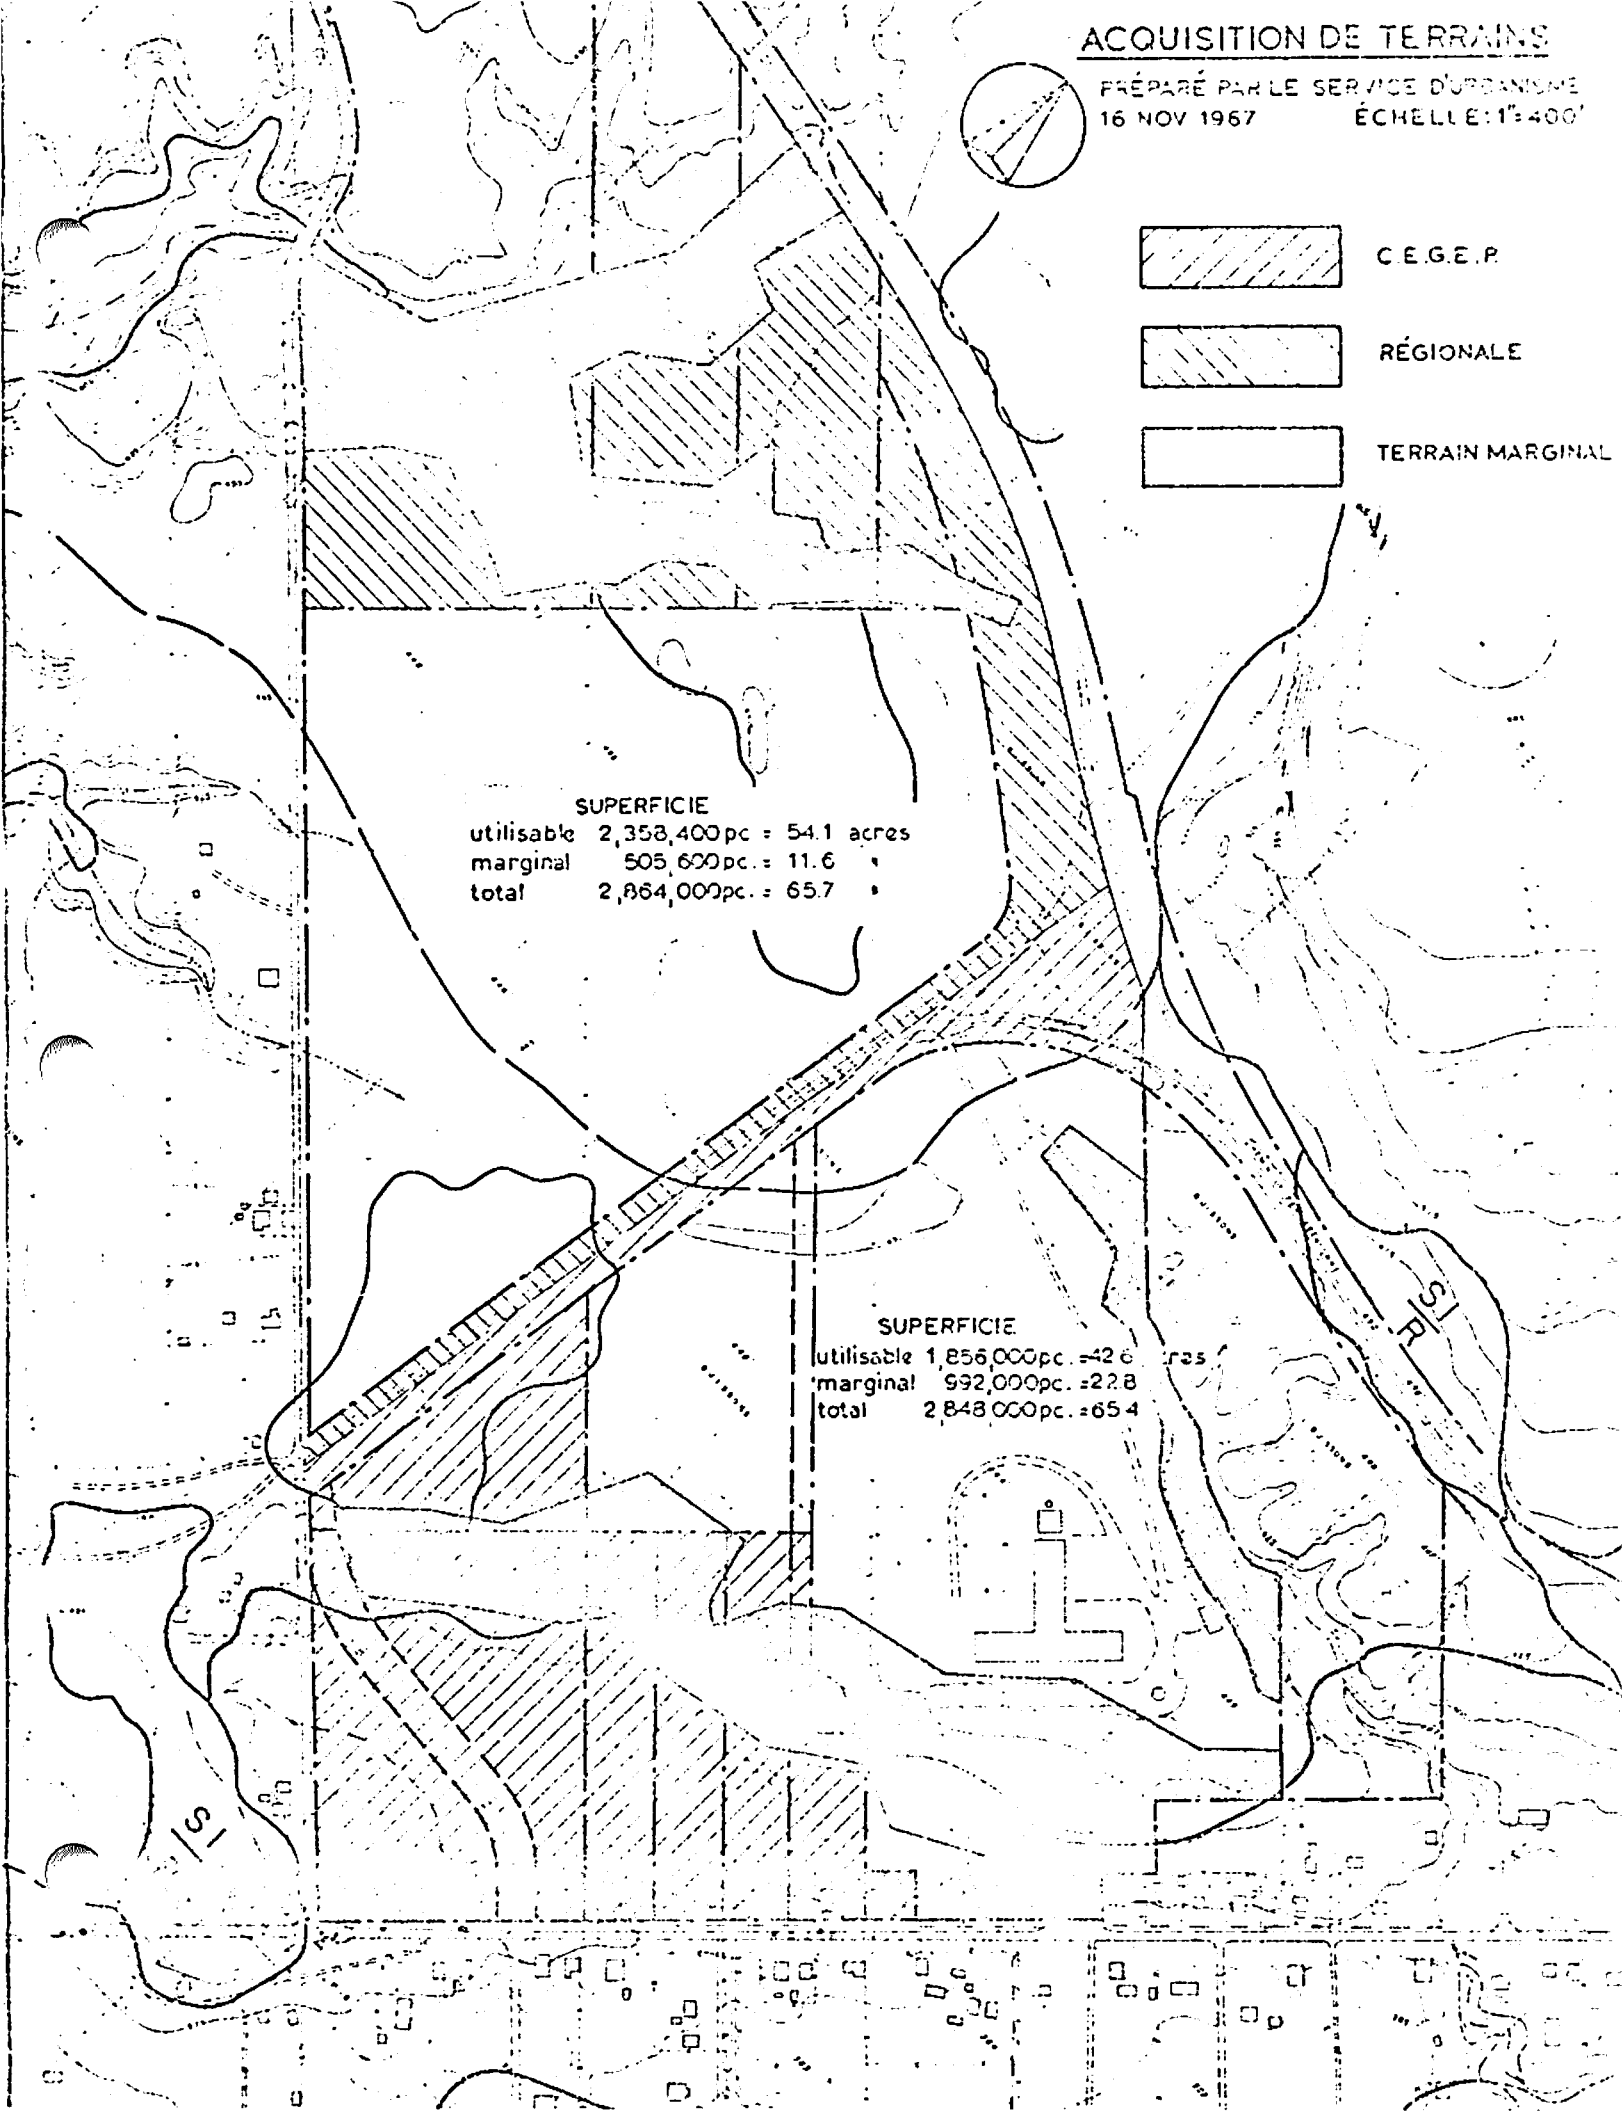 ACQUISITION DE TERRAINS
PRÉPARÉ PAR LE SERVICE D'URBANISME
16 NOV 1967 ÉCHELLE: 1"=400'
C.E.G.E.P.
RÉGIONALE
TERRAIN MARGINAL
SUPERFICIE
utilisable 2,358,400 pc = 54.1 acres
marginal 505,600 pc. = 11.6 "
total 2,864,000 pc. = 65.7 "
SUPERFICIE
utilisable 1,856,000 pc. = 42.6
marginal 992,000 pc. = 22.8
total 2,848,000 pc. = 65.4
S
R
S